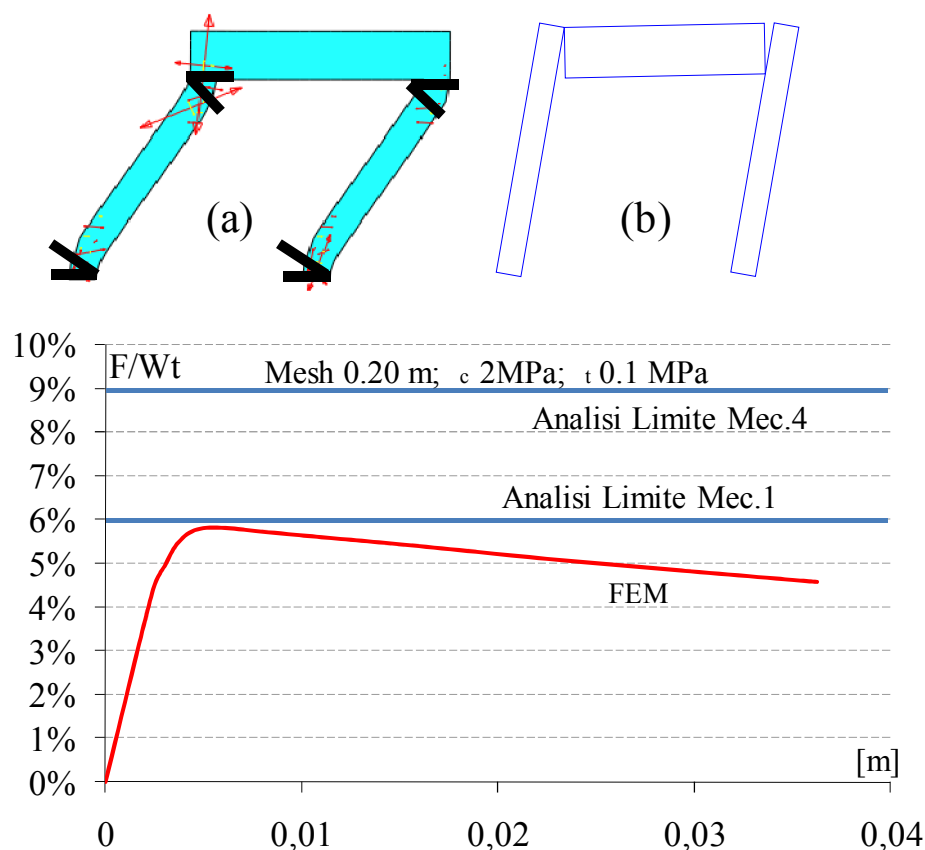 (a)
(b)
10%
F/Wt
Mesh 0.20 m; c 2MPa; t 0.1 MPa
9%
Analisi Limite Mec.4
8%
7%
Analisi Limite Mec.1
6%
5%
FEM
4%
3%
2%
1%
[m]
0%
0 0,01 0,02 0,03 0,04